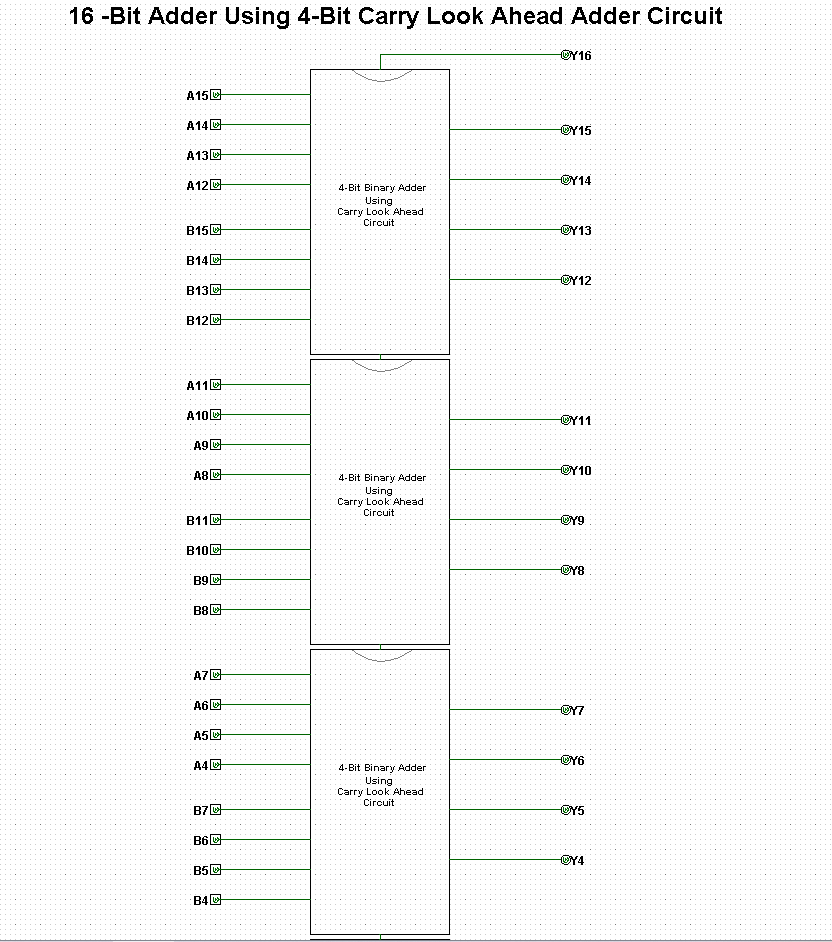 16 -Bit Adder Using 4-Bit Carry Look Ahead Adder Circuit
Y16
A15
A14
A13
A12
B15
B14
B13
B12
4-Bit Binary Adder
Using
Carry Look Ahead
Circuit
Y15
Y14
Y13
Y12
A11
A10
A9
A8
B11
B10
B9
B8
4-Bit Binary Adder
Using
Carry Look Ahead
Circuit
Y11
Y10
Y9
Y8
A7
A6
A5
A4
B7
B6
B5
B4
4-Bit Binary Adder
Using
Carry Look Ahead
Circuit
Y7
Y6
Y5
Y4